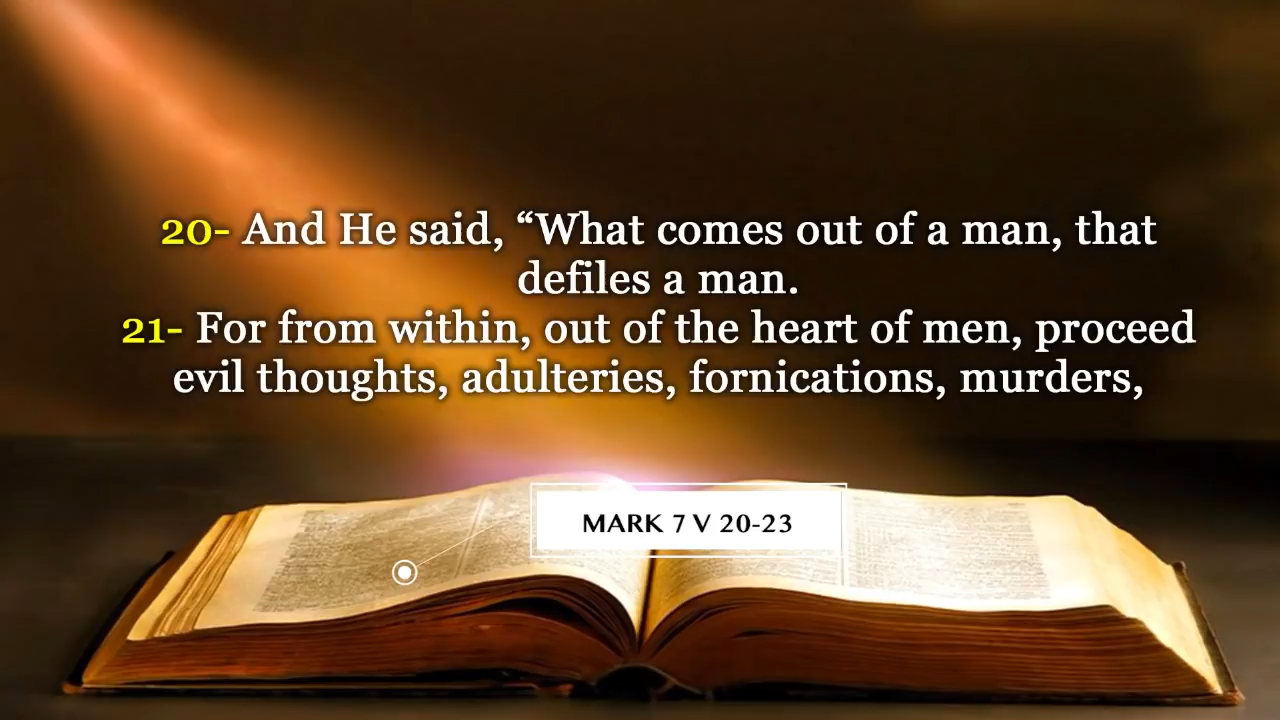 20- And He said, “What comes out of a man, that
defiles a man.
21- For from within, out of the heart of men, proceed
evil thoughts, adulteries, fornications, murders,
MARK 7 V 20-23